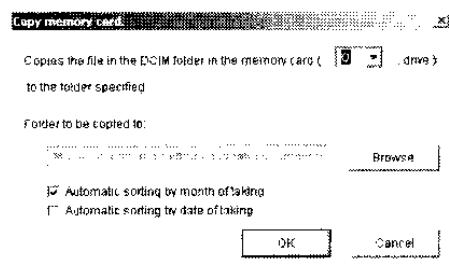 Copy memory card
Copies the file in the DCIM folder in the memory card ( : drive )
to the folder specified
Folder to be copied to:
Browse
Automatic sorting by month of taking
Automatic sorting by date of taking
OK Cancel